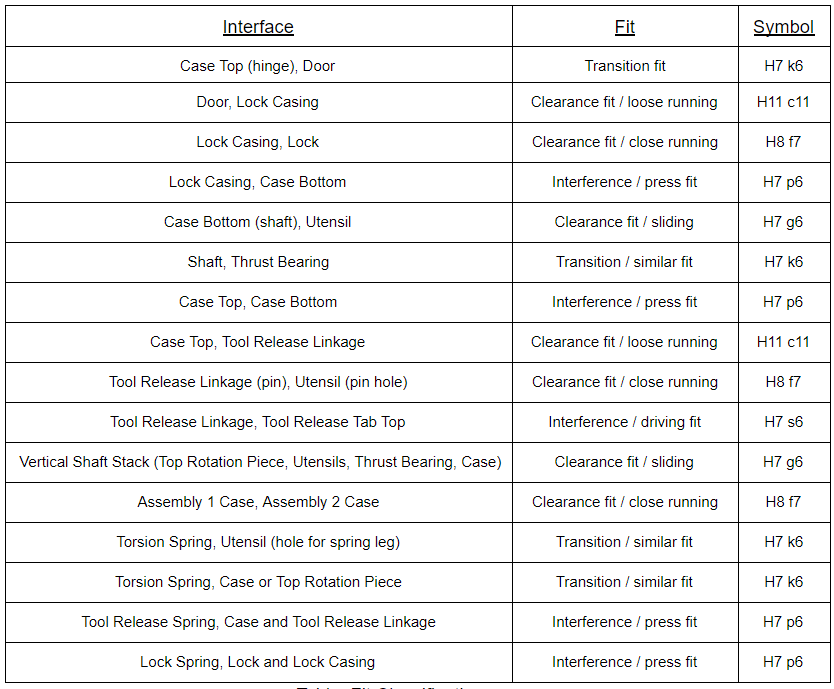 Interface Fit Symbol
Case Top (hinge), Door Transition fit H7 k6
Door, Lock Casing Clearance fit / loose running H11 c11
Lock Casing, Lock Clearance fit / close running H8 f7
Lock Casing, Case Bottom Interference / press fit H7 p6
Case Bottom (shaft), Utensil Clearance fit / sliding H7 g6
Shaft, Thrust Bearing Transition / similar fit H7 k6
Case Top, Case Bottom Interference / press fit H7 p6
Case Top, Tool Release Linkage Clearance fit / loose running H11 c11
Tool Release Linkage (pin), Utensil (pin hole) Clearance fit / close running H8 f7
Tool Release Linkage, Tool Release Tab Top Interference / driving fit H7 s6
Vertical Shaft Stack (Top Rotation Piece, Utensils, Thrust Bearing, Case) Clearance fit / sliding H7 g6
Assembly 1 Case, Assembly 2 Case Clearance fit / close running H8 f7
Torsion Spring, Utensil (hole for spring leg) Transition / similar fit H7 k6
Torsion Spring, Case or Top Rotation Piece Transition / similar fit H7 k6
Tool Release Spring, Case and Tool Release Linkage Interference / press fit H7 p6
Lock Spring, Lock and Lock Casing Interference / press fit H7 p6